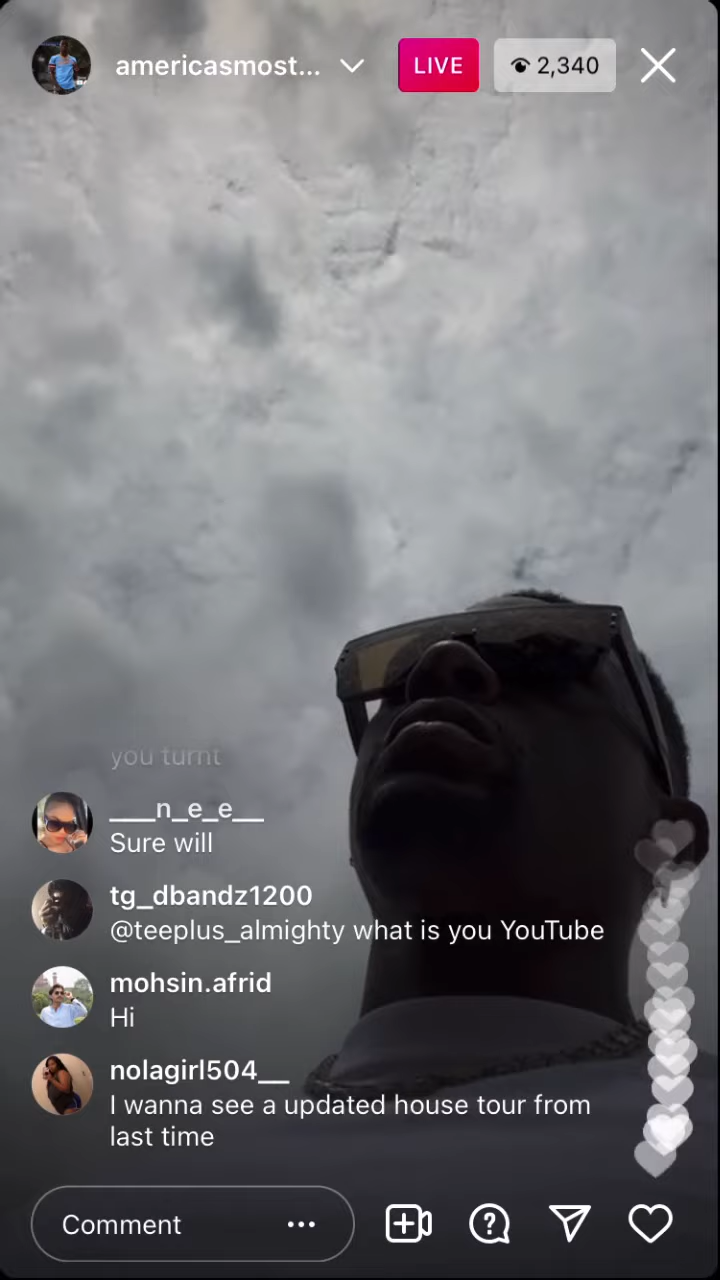 americasmost...
LIVE
2,340
you turnt
___n_e_e__
Sure will
tg_dbandz1200
@teeplus_almighty what is you YouTube
mohsin.afrid
Hi
nolagirl504__
I wanna see a updated house tour from
last time
Comment